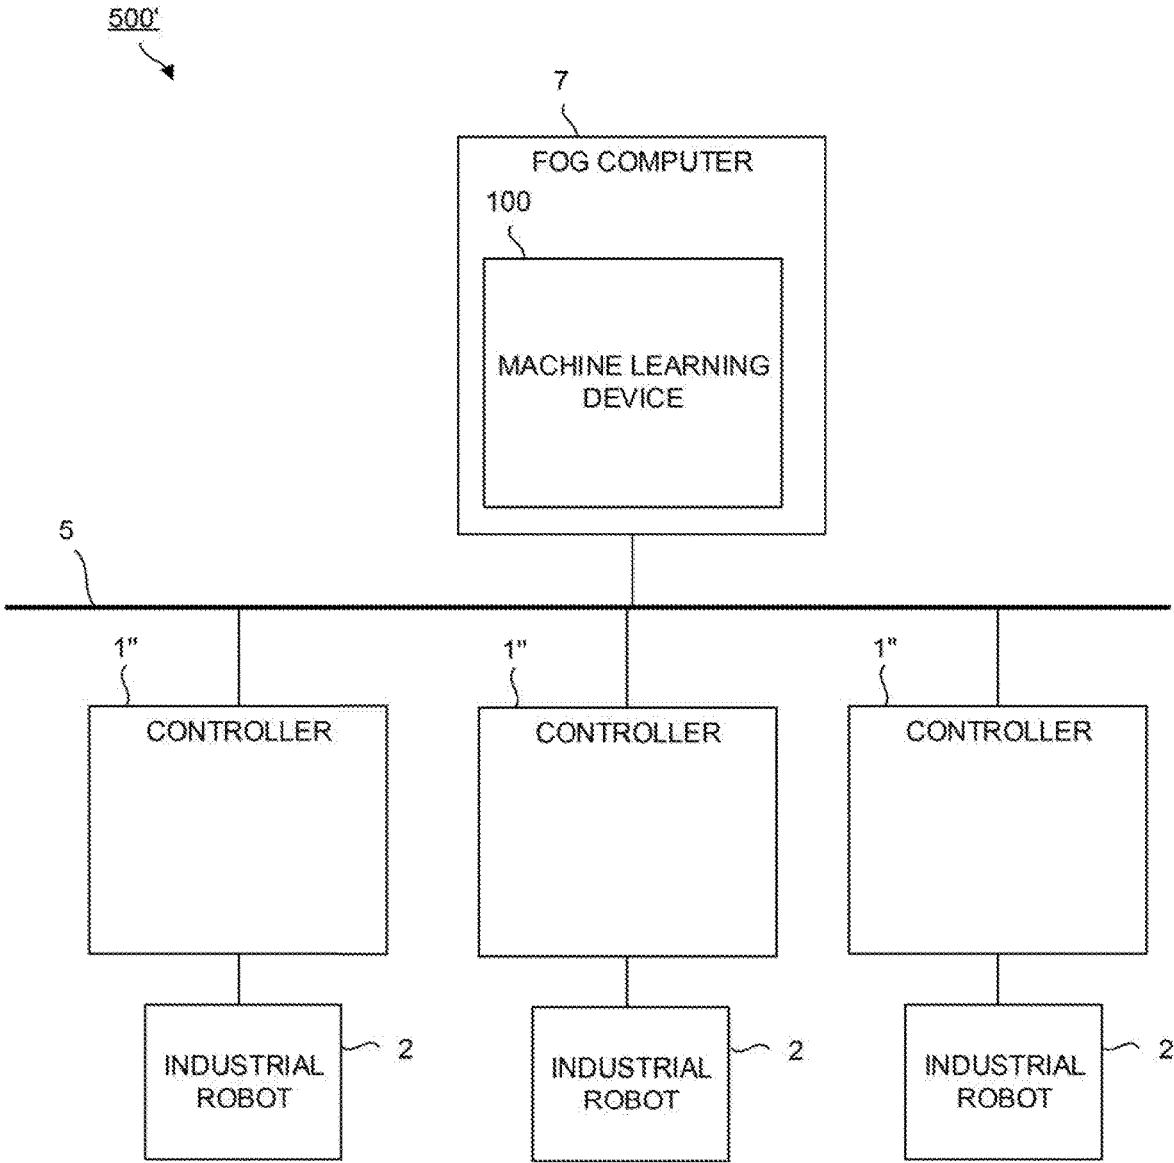 500'
7
FOG COMPUTER
100
MACHINE LEARNING
DEVICE
5
1"
1"
1"
CONTROLLER
CONTROLLER
CONTROLLER
INDUSTRIAL
ROBOT
2
INDUSTRIAL
ROBOT
2
INDUSTRIAL
ROBOT
2